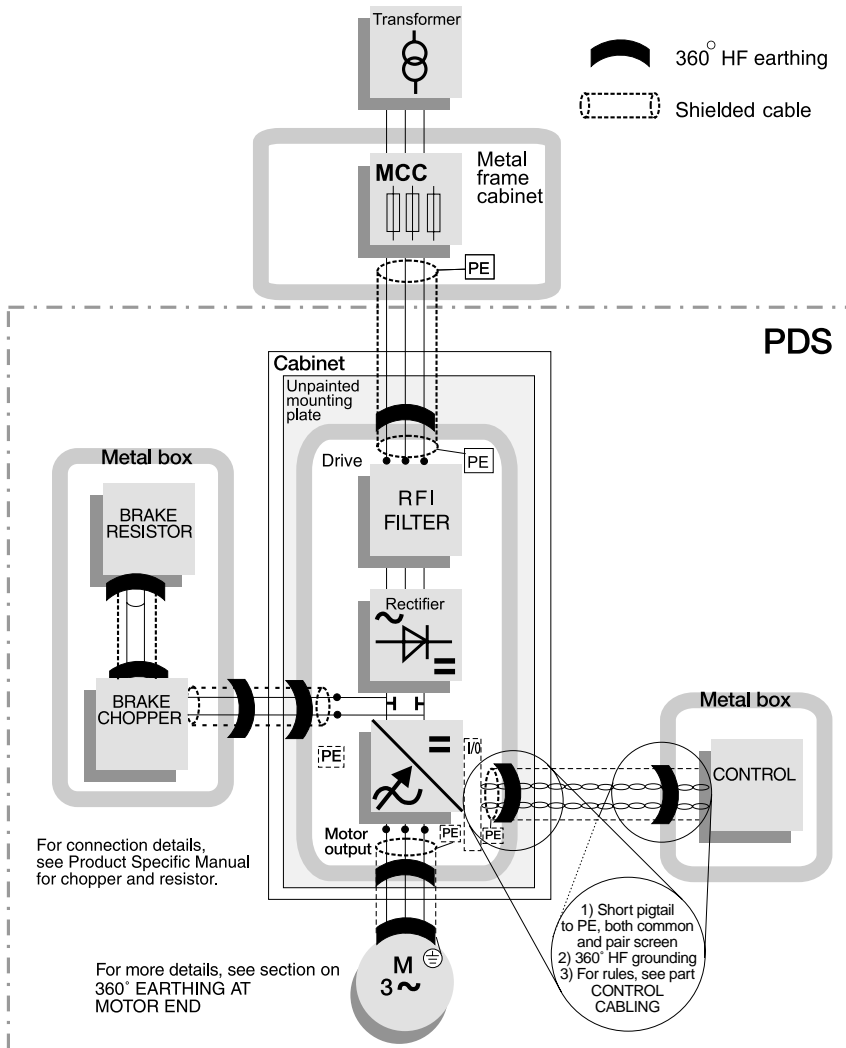 Transformer
360° HF earthing
Shielded cable
MCC
Metal
frame
cabinet
PE
PDS
Cabinet
Unpainted
mounting
plate
Metal box
Drive
PE
BRAKE
RESISTOR
RFI
FILTER
Rectifier
BRAKE
CHOPPER
PE
I/0
Metal box
CONTROL
Motor
output
PE
PE
For connection details,
see Product Specific Manual
for chopper and resistor.
1) Short pigtail
to PE, both common
and pair screen
2) 360° HF grounding
3) For rules, see part
CONTROL
CABLING
M
3~
For more details, see section on
360° EARTHING AT
MOTOR END